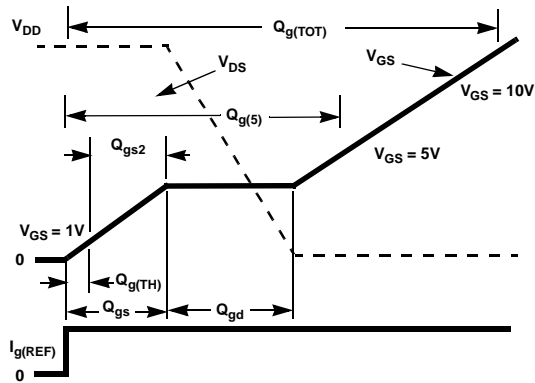 V_DD
Q_g(TOT)
V_DS
V_GS
V_GS = 10V
Q_g(5)
Q_gs2
V_GS = 5V
V_GS = 1V
0
Q_g(TH)
Q_gs
Q_gd
I_g(REF)
0